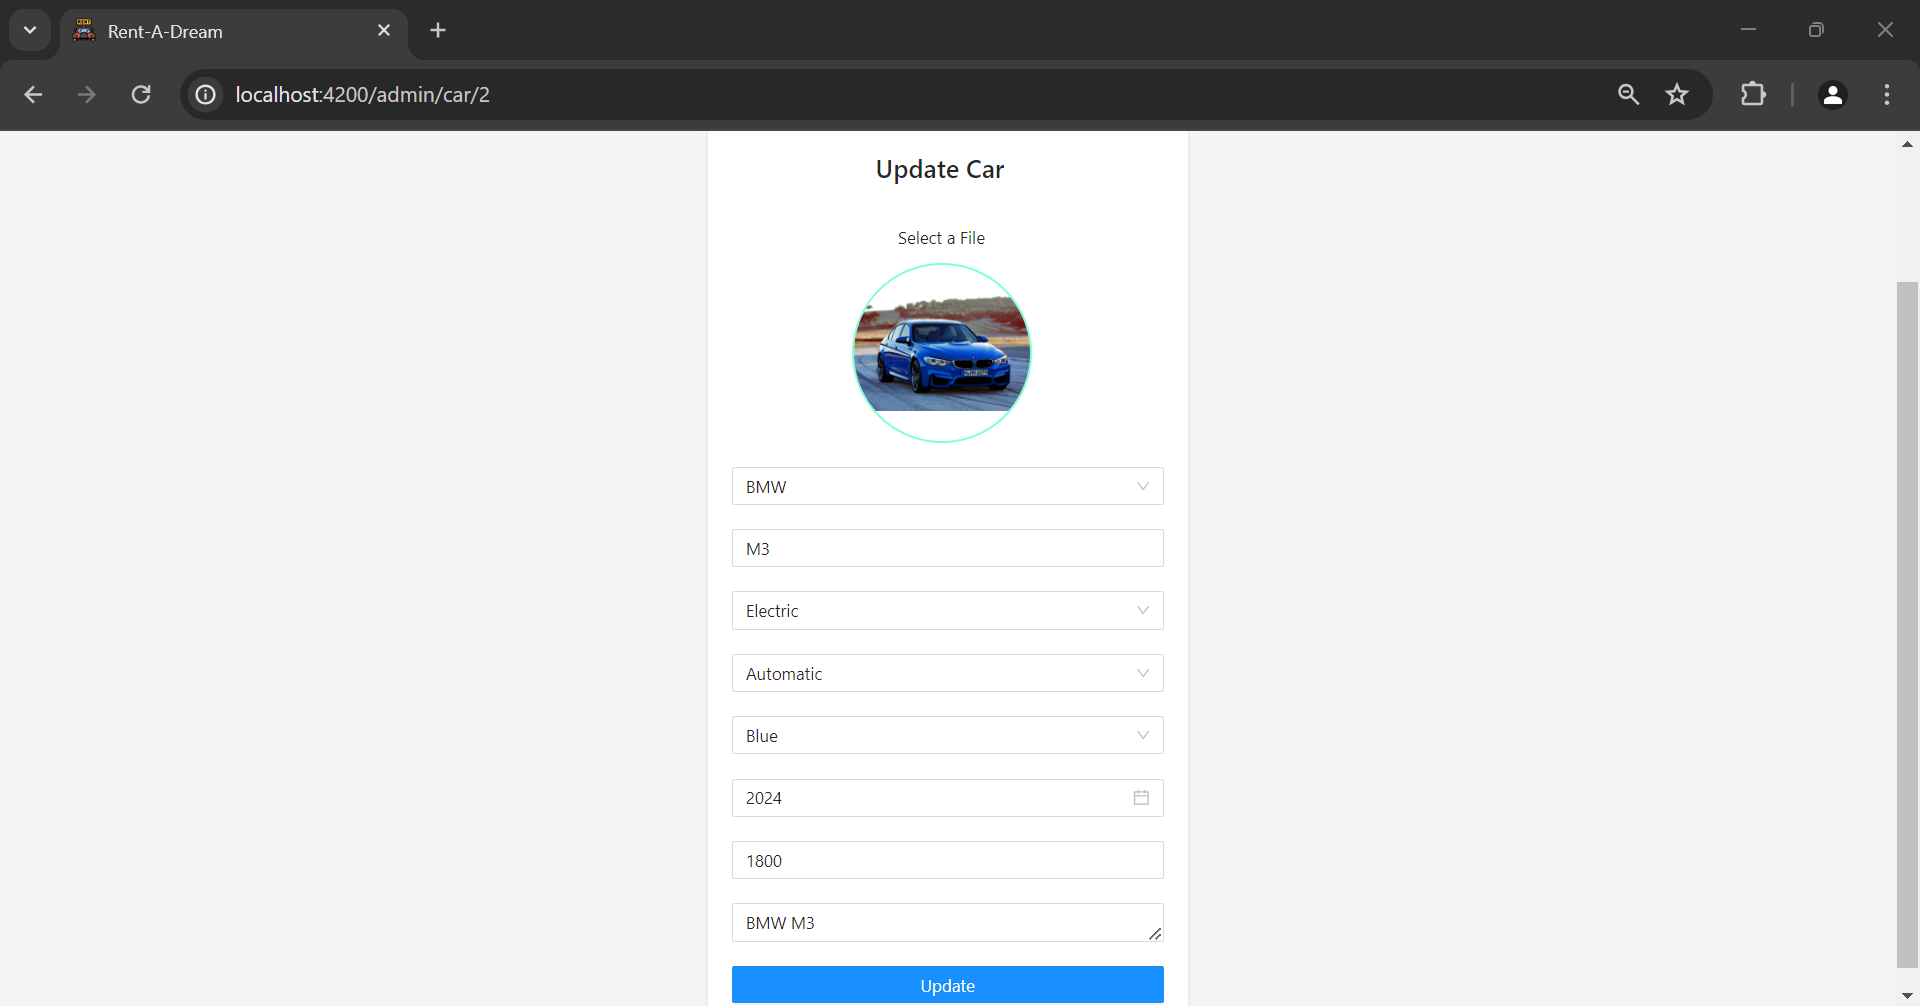 Rent-A-Dream
localhost:4200/admin/car/2
Update Car
Select a File
BMW
M3
Electric
Automatic
Blue
2024
1800
BMW M3
Update